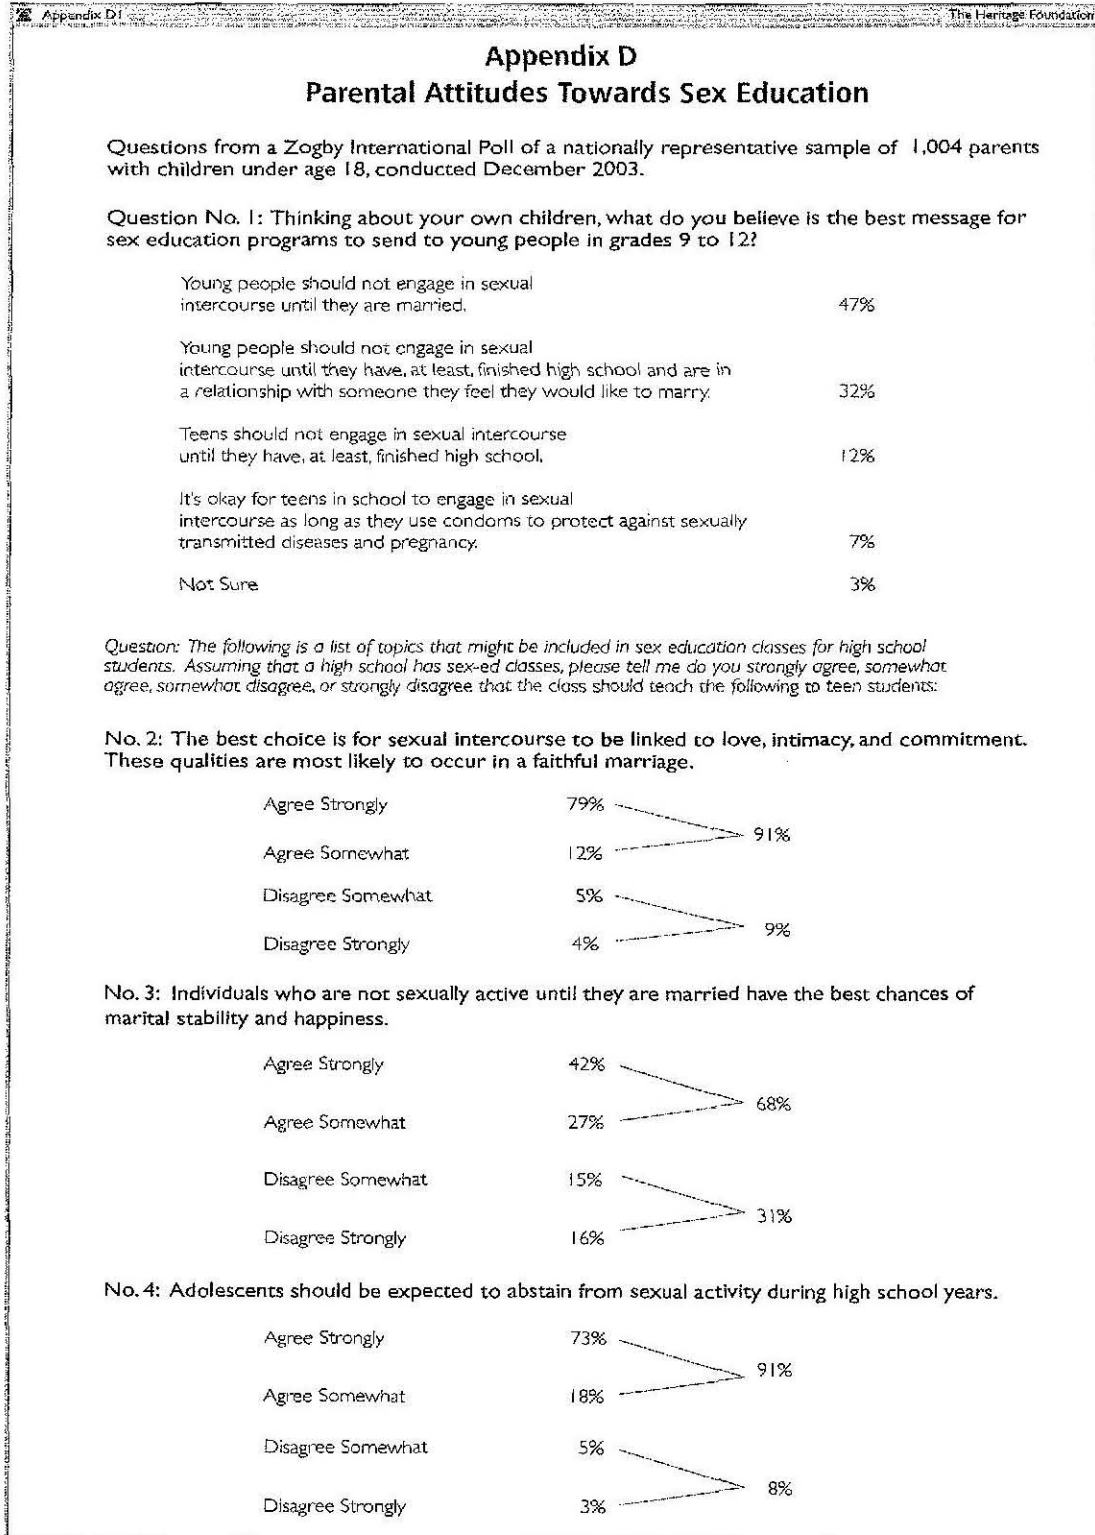 Appendix D1
The Heritage Foundation
Appendix D
Parental Attitudes Towards Sex Education
Questions from a Zogby International Poll of a nationally representative sample of 1,004 parents
with children under age 18, conducted December 2003.
Question No. 1: Thinking about your own children, what do you believe is the best message for
sex education programs to send to young people in grades 9 to 12?
Young people should not engage in sexual
intercourse until they are married. 47%
Young people should not engage in sexual
intercourse until they have, at least, finished high school and are in
a relationship with someone they feel they would like to marry. 32%
Teens should not engage in sexual intercourse
until they have, at least, finished high school. 12%
It's okay for teens in school to engage in sexual
intercourse as long as they use condoms to protect against sexually
transmitted diseases and pregnancy. 7%
Not Sure 3%
Question: The following is a list of topics that might be included in sex education classes for high school
students. Assuming that a high school has sex-ed classes, please tell me do you strongly agree, somewhat
agree, somewhat disagree, or strongly disagree that the class should teach the following to teen students:
No. 2: The best choice is for sexual intercourse to be linked to love, intimacy, and commitment.
These qualities are most likely to occur in a faithful marriage.
Agree Strongly 79%
91%
Agree Somewhat 12%
Disagree Somewhat 5%
9%
Disagree Strongly 4%
No. 3: Individuals who are not sexually active until they are married have the best chances of
marital stability and happiness.
Agree Strongly 42%
68%
Agree Somewhat 27%
Disagree Somewhat 15%
31%
Disagree Strongly 16%
No. 4: Adolescents should be expected to abstain from sexual activity during high school years.
Agree Strongly 73%
91%
Agree Somewhat 18%
Disagree Somewhat 5%
8%
Disagree Strongly 3%